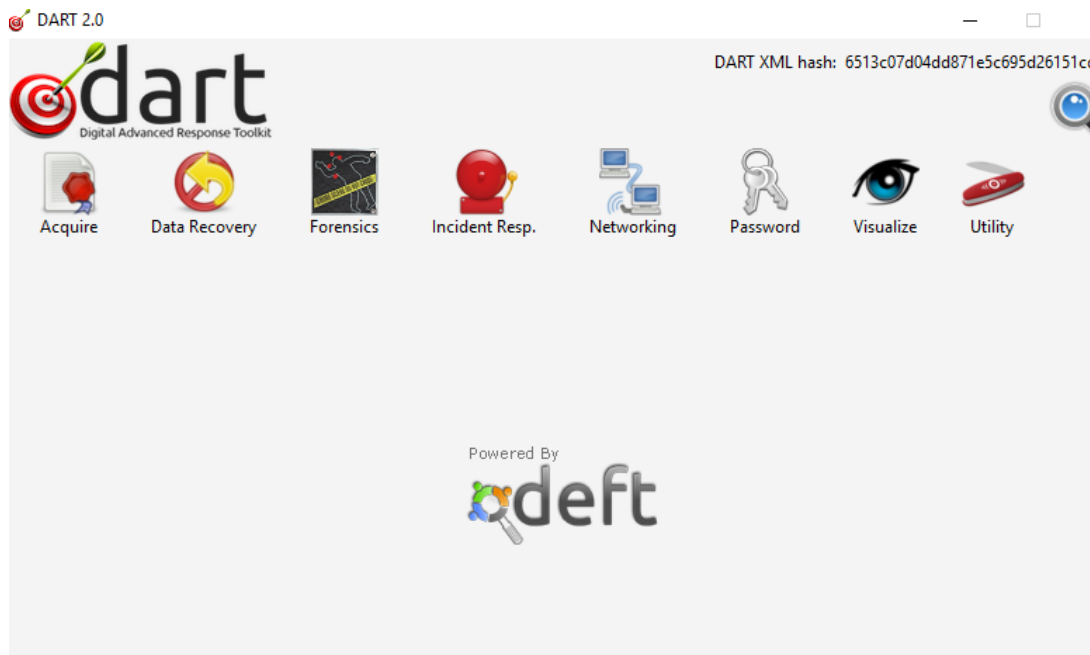 DART 2.0
dart
Digital Advanced Response Toolkit
DART XML hash: 6513c07d04dd871e5c695d26151c
Acquire
Data Recovery
Forensics
Incident Resp.
Networking
Password
Visualize
Utility
Powered By
deft